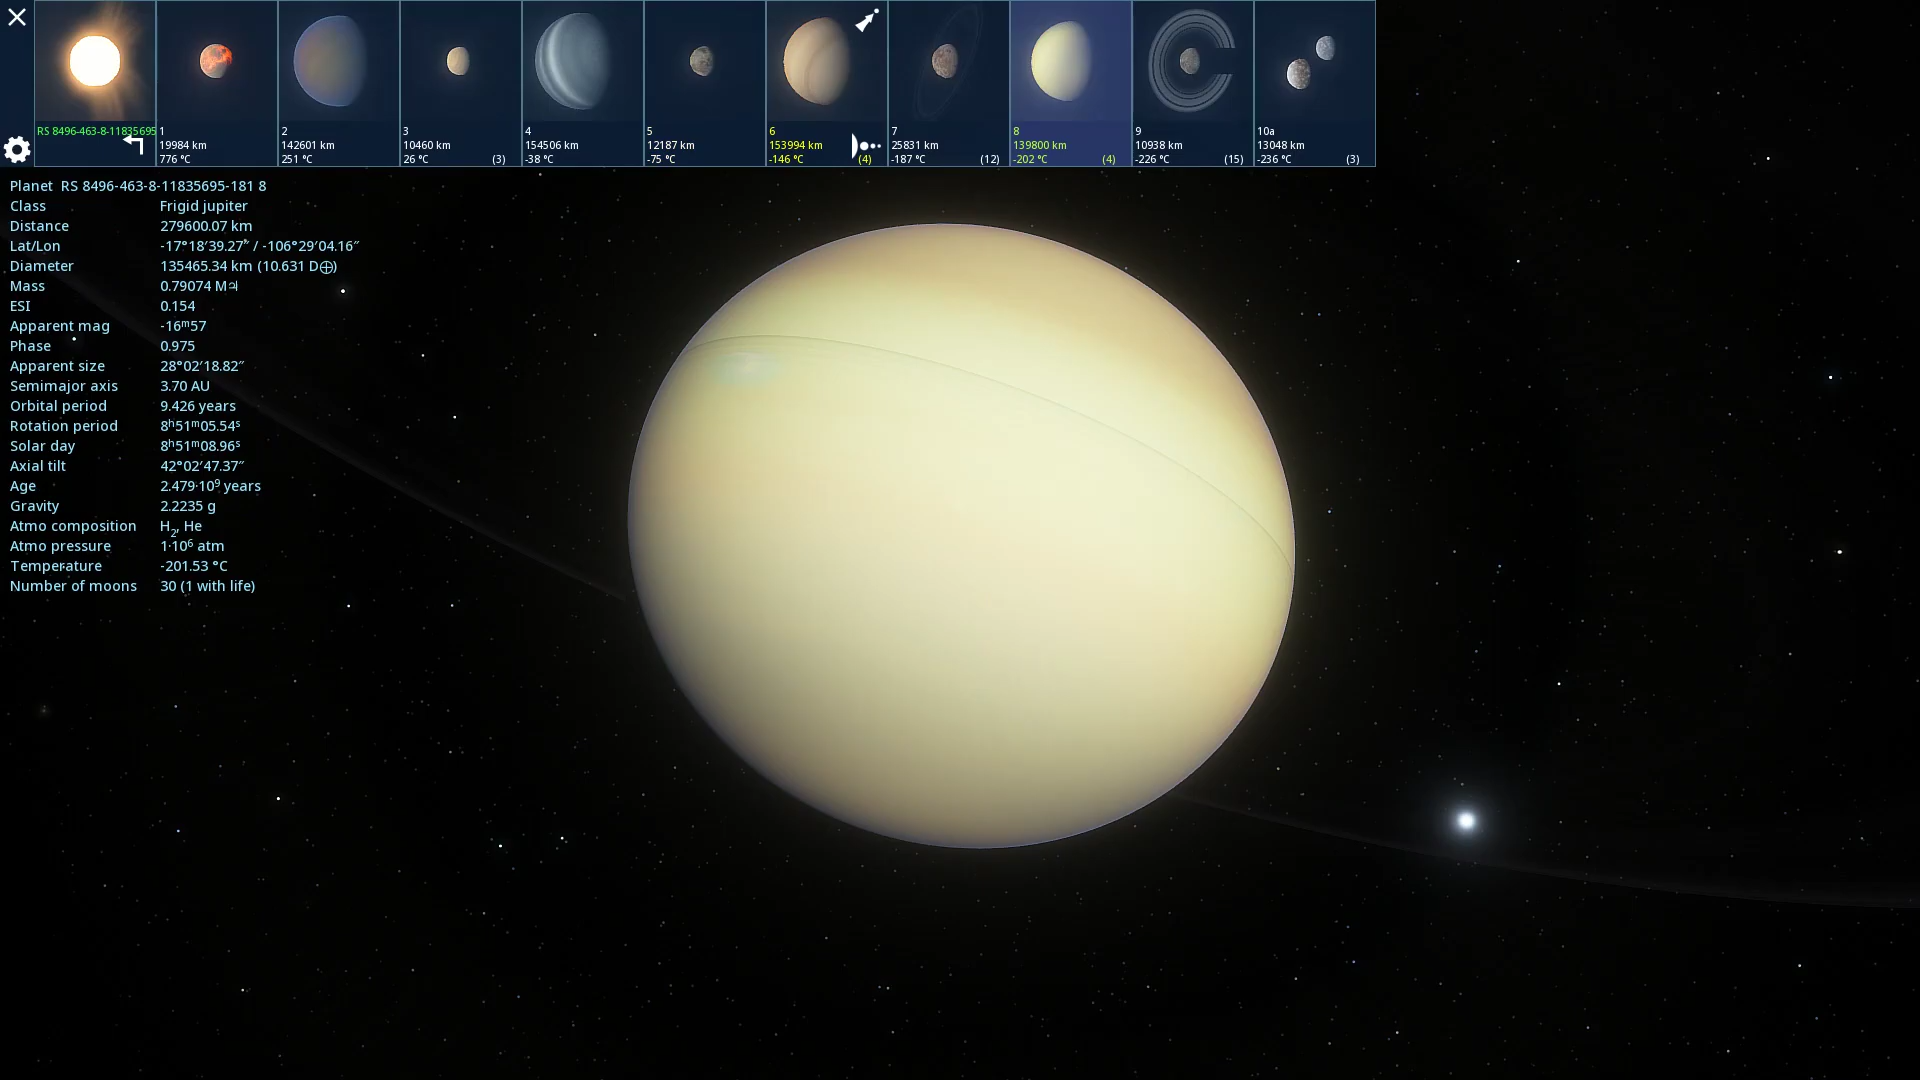 RS 8496-463-8-11835695
1
19984 km
776 °C
2
142601 km
251 °C
3
10460 km
26 °C (3)
4
154506 km
-38 °C
5
12187 km
-75 °C
6
153994 km
-146 °C (4)
7
25831 km
-187 °C (12)
8
139800 km
-202 °C (4)
9
10938 km
-226 °C (15)
10a
13048 km
-236 °C (3)
Planet RS 8496-463-8-11835695-181 8
Class Frigid jupiter
Distance 279600.07 km
Lat/Lon -17°18′39.27″ / -106°29′04.16″
Diameter 135465.34 km (10.631 D⨁)
Mass 0.79074 M♃
ESI 0.154
Apparent mag -16ᵐ57
Phase 0.975
Apparent size 28°02′18.82″
Semimajor axis 3.70 AU
Orbital period 9.426 years
Rotation period 8ʰ51ᵐ05.54ˢ
Solar day 8ʰ51ᵐ08.96ˢ
Axial tilt 42°02′47.37″
Age 2.479·10⁹ years
Gravity 2.2235 g
Atmo composition H₂, He
Atmo pressure 1·10⁶ atm
Temperature -201.53 °C
Number of moons 30 (1 with life)